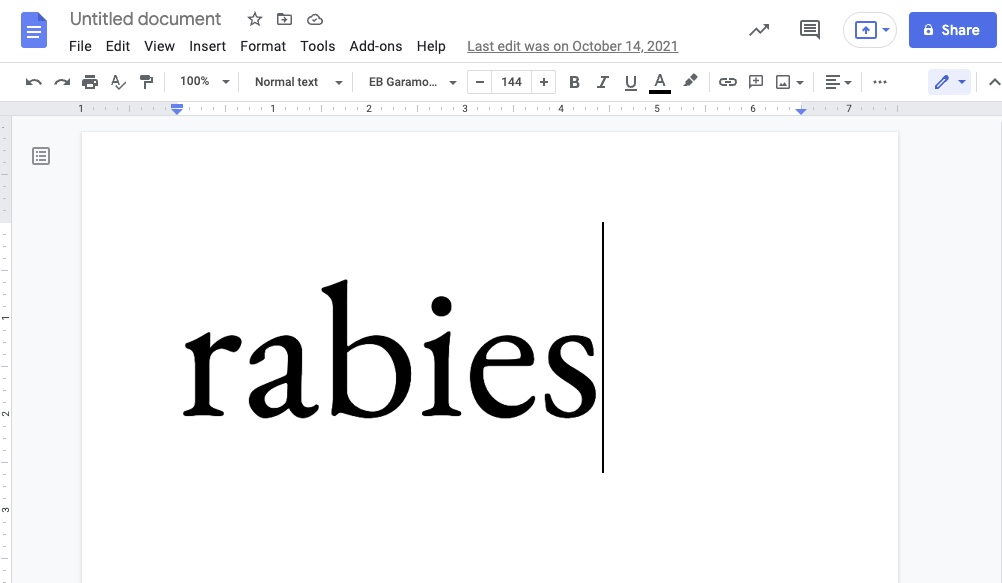 Untitled document
File Edit View Insert Format Tools Add-ons Help Last edit was on October 14, 2021
Share
100% Normal text EB Garamo... − 144 + B I U A
1 1 2 3 4 5 6 7
rabies
1
2
3